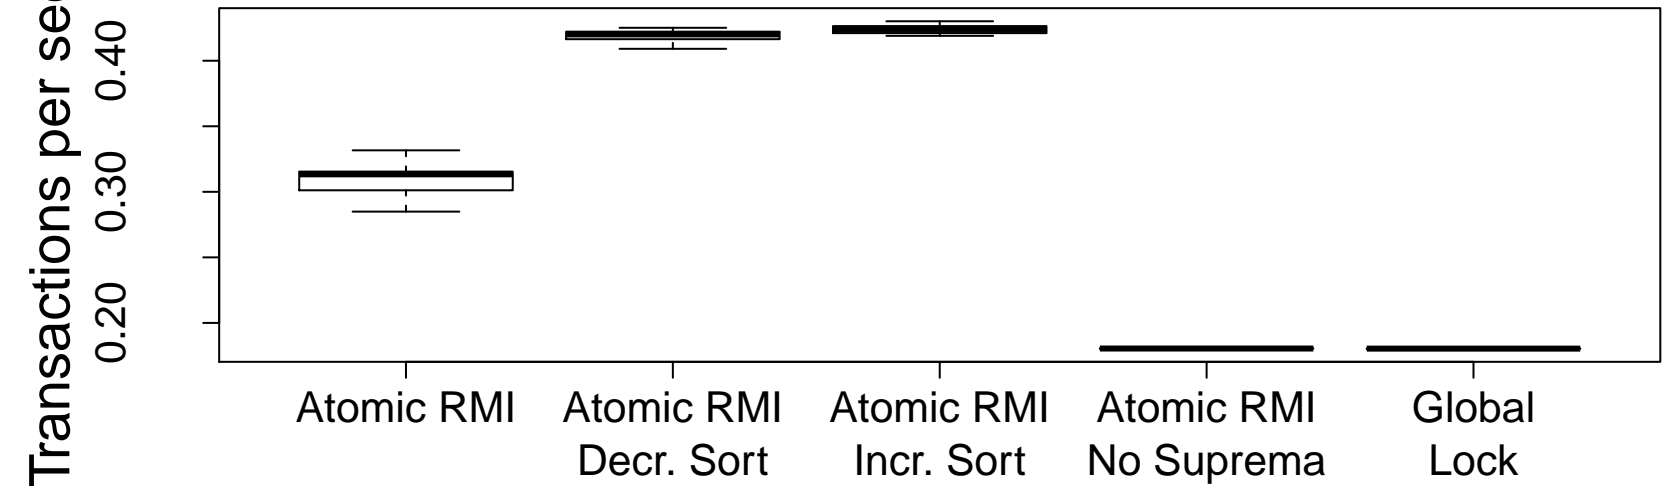 Transactions per sec
0.40
0.30
0.20
Atomic RMI
Atomic RMI
Decr. Sort
Atomic RMI
Incr. Sort
Atomic RMI
No Suprema
Global
Lock